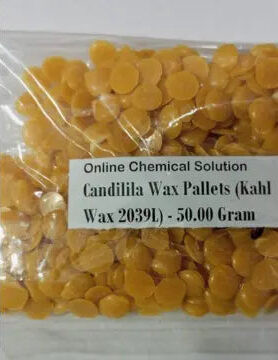 Online Chemical Solution
Candilila Wax Pallets (Kahl
Wax 2039L) - 50.00 Gram